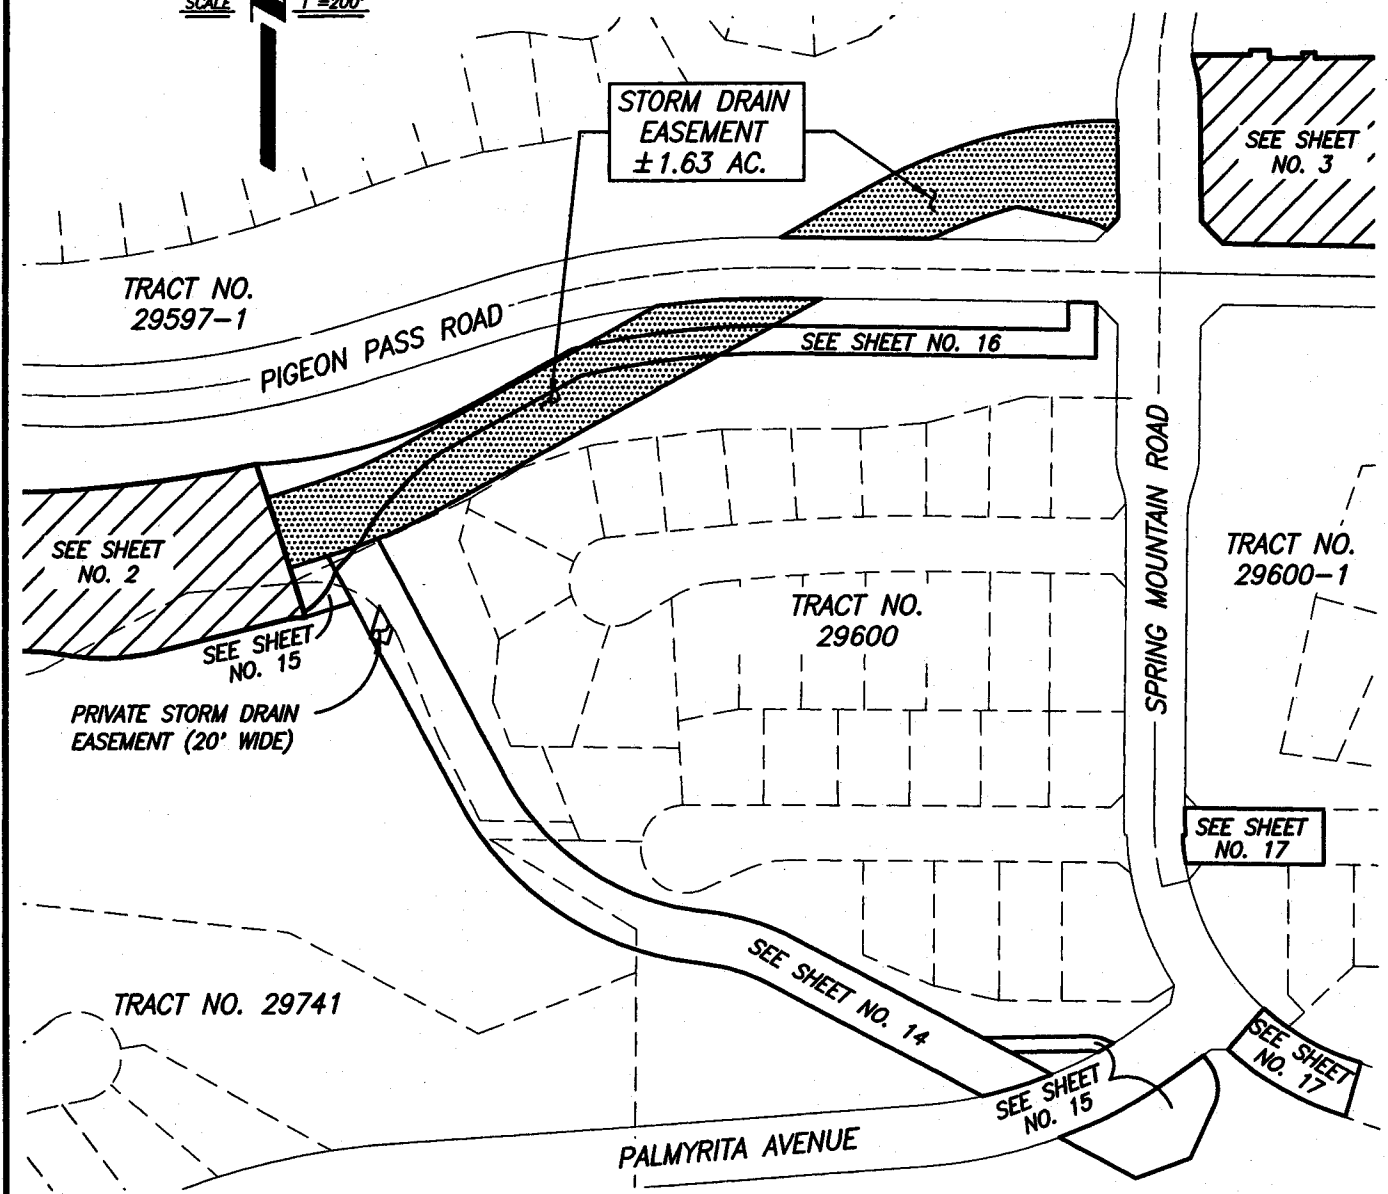 SCALE 1"=200'
STORM DRAIN
EASEMENT
±1.63 AC.
SEE SHEET
NO. 3
TRACT NO.
29597-1
PIGEON PASS ROAD
SEE SHEET NO. 16
SPRING MOUNTAIN ROAD
SEE SHEET
NO. 2
TRACT NO.
29600-1
TRACT NO.
29600
SEE SHEET
NO. 15
PRIVATE STORM DRAIN
EASEMENT (20' WIDE)
SEE SHEET
NO. 17
SEE SHEET NO. 14
TRACT NO. 29741
SEE SHEET
NO. 17
SEE SHEET
NO. 15
PALMYRITA AVENUE